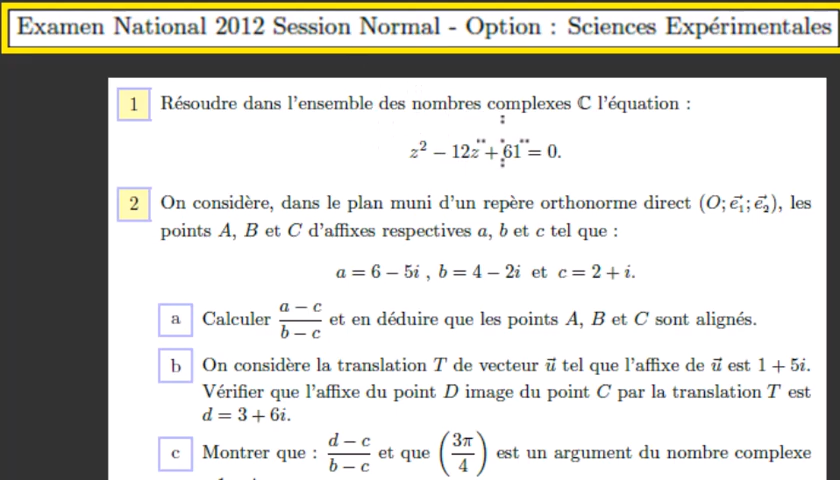 Examen National 2012 Session Normal - Option : Sciences Expérimentales
1 Résoudre dans l'ensemble des nombres complexes ℂ l'équation :
z² − 12z + 61 = 0.
2 On considère, dans le plan muni d'un repère orthonorme direct (O; e⃗₁; e⃗₂), les
points A, B et C d'affixes respectives a, b et c tel que :
a = 6 − 5i , b = 4 − 2i et c = 2 + i.
a Calculer (a − c)/(b − c) et en déduire que les points A, B et C sont alignés.
b On considère la translation T de vecteur u⃗ tel que l'affixe de u⃗ est 1 + 5i.
Vérifier que l'affixe du point D image du point C par la translation T est
d = 3 + 6i.
c Montrer que : (d − c)/(b − c) et que (3π/4) est un argument du nombre complexe